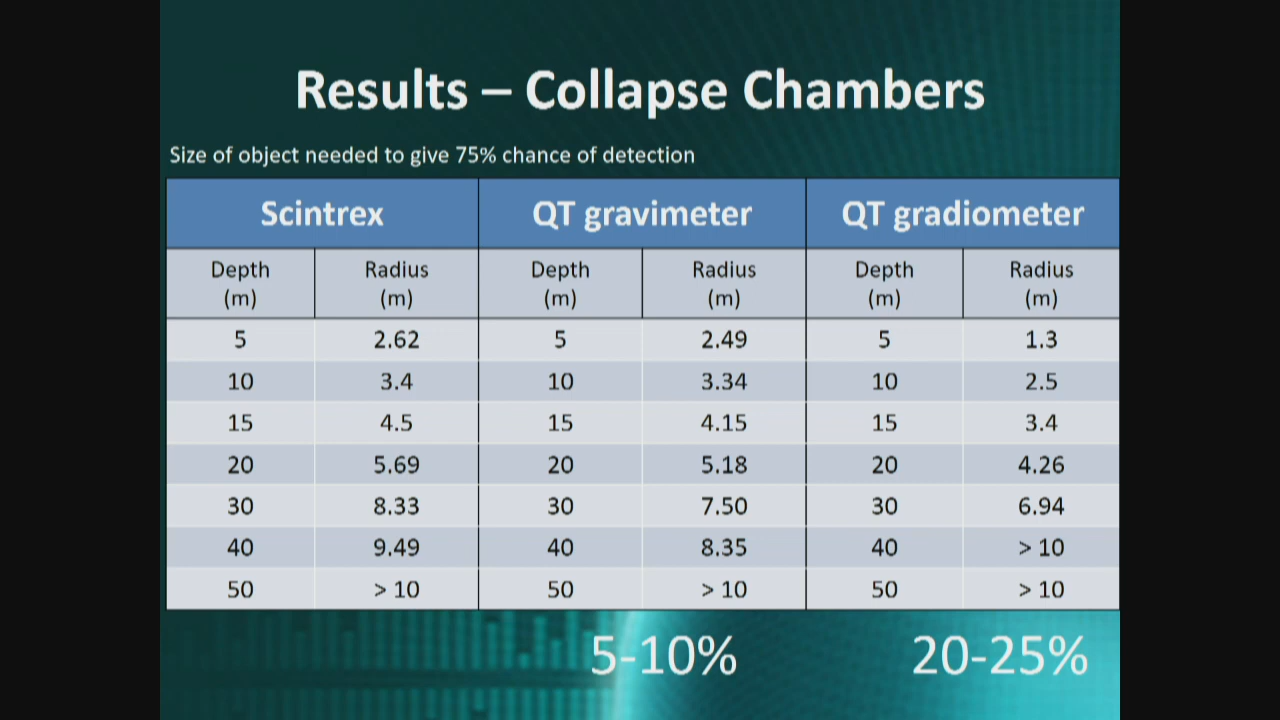 Results – Collapse Chambers
Size of object needed to give 75% chance of detection
Scintrex QT gravimeter QT gradiometer
Depth (m) Radius (m) Depth (m) Radius (m) Depth (m) Radius (m)
5 2.62 5 2.49 5 1.3
10 3.4 10 3.34 10 2.5
15 4.5 15 4.15 15 3.4
20 5.69 20 5.18 20 4.26
30 8.33 30 7.50 30 6.94
40 9.49 40 8.35 40 > 10
50 > 10 50 > 10 50 > 10
5-10% 20-25%